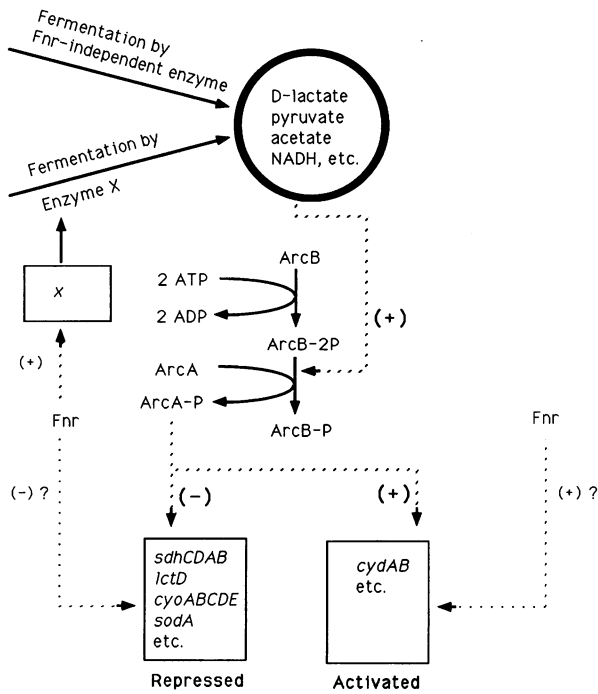 Fermentation by
Fnr-independent enzyme
D-lactate
pyruvate
acetate
NADH, etc.
Fermentation by
Enzyme X
x
(+)
Fnr
(-) ?
ArcB
2 ATP
2 ADP
ArcB-2P
(+)
ArcA
ArcA-P
ArcB-P
Fnr
(+) ?
(-)
(+)
sdhCDAB
lctD
cyoABCDE
sodA
etc.
Repressed
cydAB
etc.
Activated